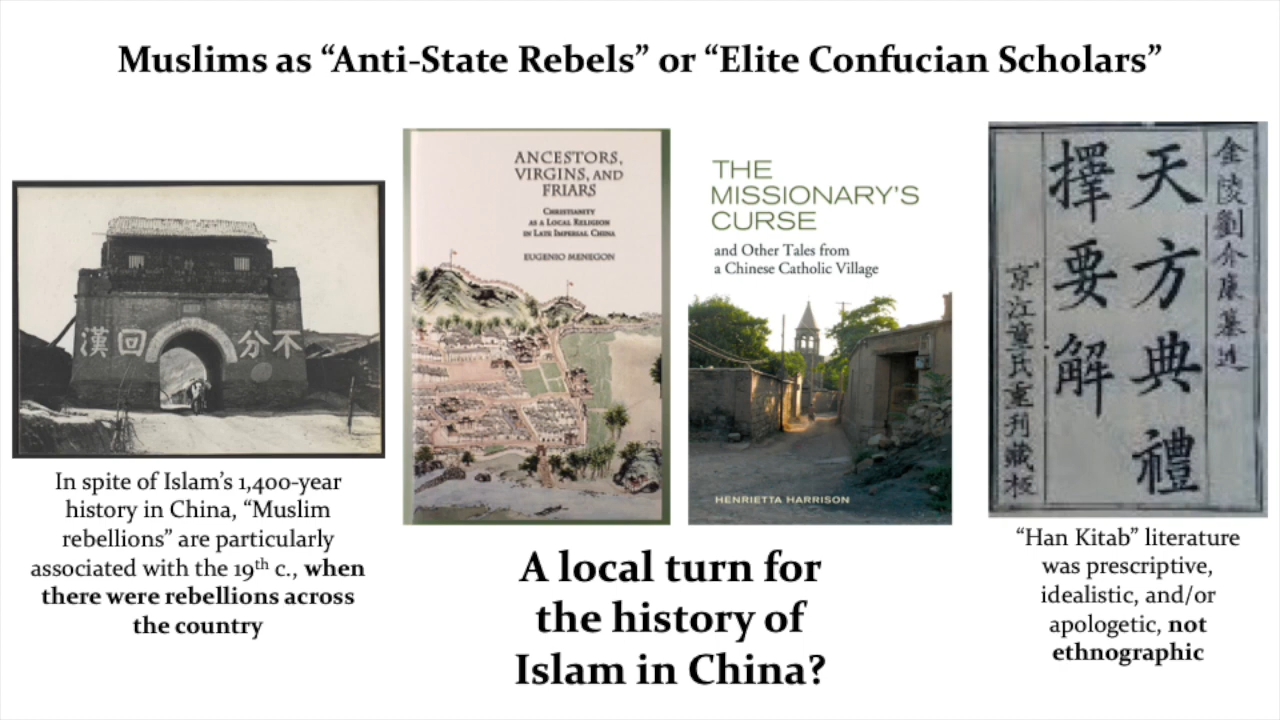 Muslims as “Anti-State Rebels” or “Elite Confucian Scholars”
漢回分不
In spite of Islam’s 1,400-year
history in China, “Muslim
rebellions” are particularly
associated with the 19th c., when
there were rebellions across
the country
ANCESTORS,
VIRGINS, AND
FRIARS
CHRISTIANITY
AS A LOCAL RELIGION
IN LATE IMPERIAL CHINA
EUGENIO MENEGON
THE
MISSIONARY’S
CURSE
and Other Tales from
a Chinese Catholic Village
HENRIETTA HARRISON
A local turn for
the history of
Islam in China?
金陵劉介廉纂述
天方典禮
擇要解
京江童氏重刊藏板
“Han Kitab” literature
was prescriptive,
idealistic, and/or
apologetic, not
ethnographic